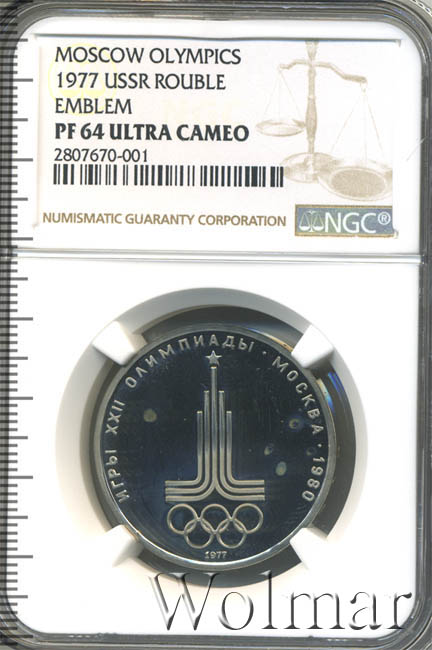 MOSCOW OLYMPICS
1977 USSR ROUBLE
EMBLEM
PF 64 ULTRA CAMEO
2807670-001
NUMISMATIC GUARANTY CORPORATION
NGC®
ИГРЫ XXII ОЛИМПИАДЫ · МОСКВА · 1980
1977
Wolmar